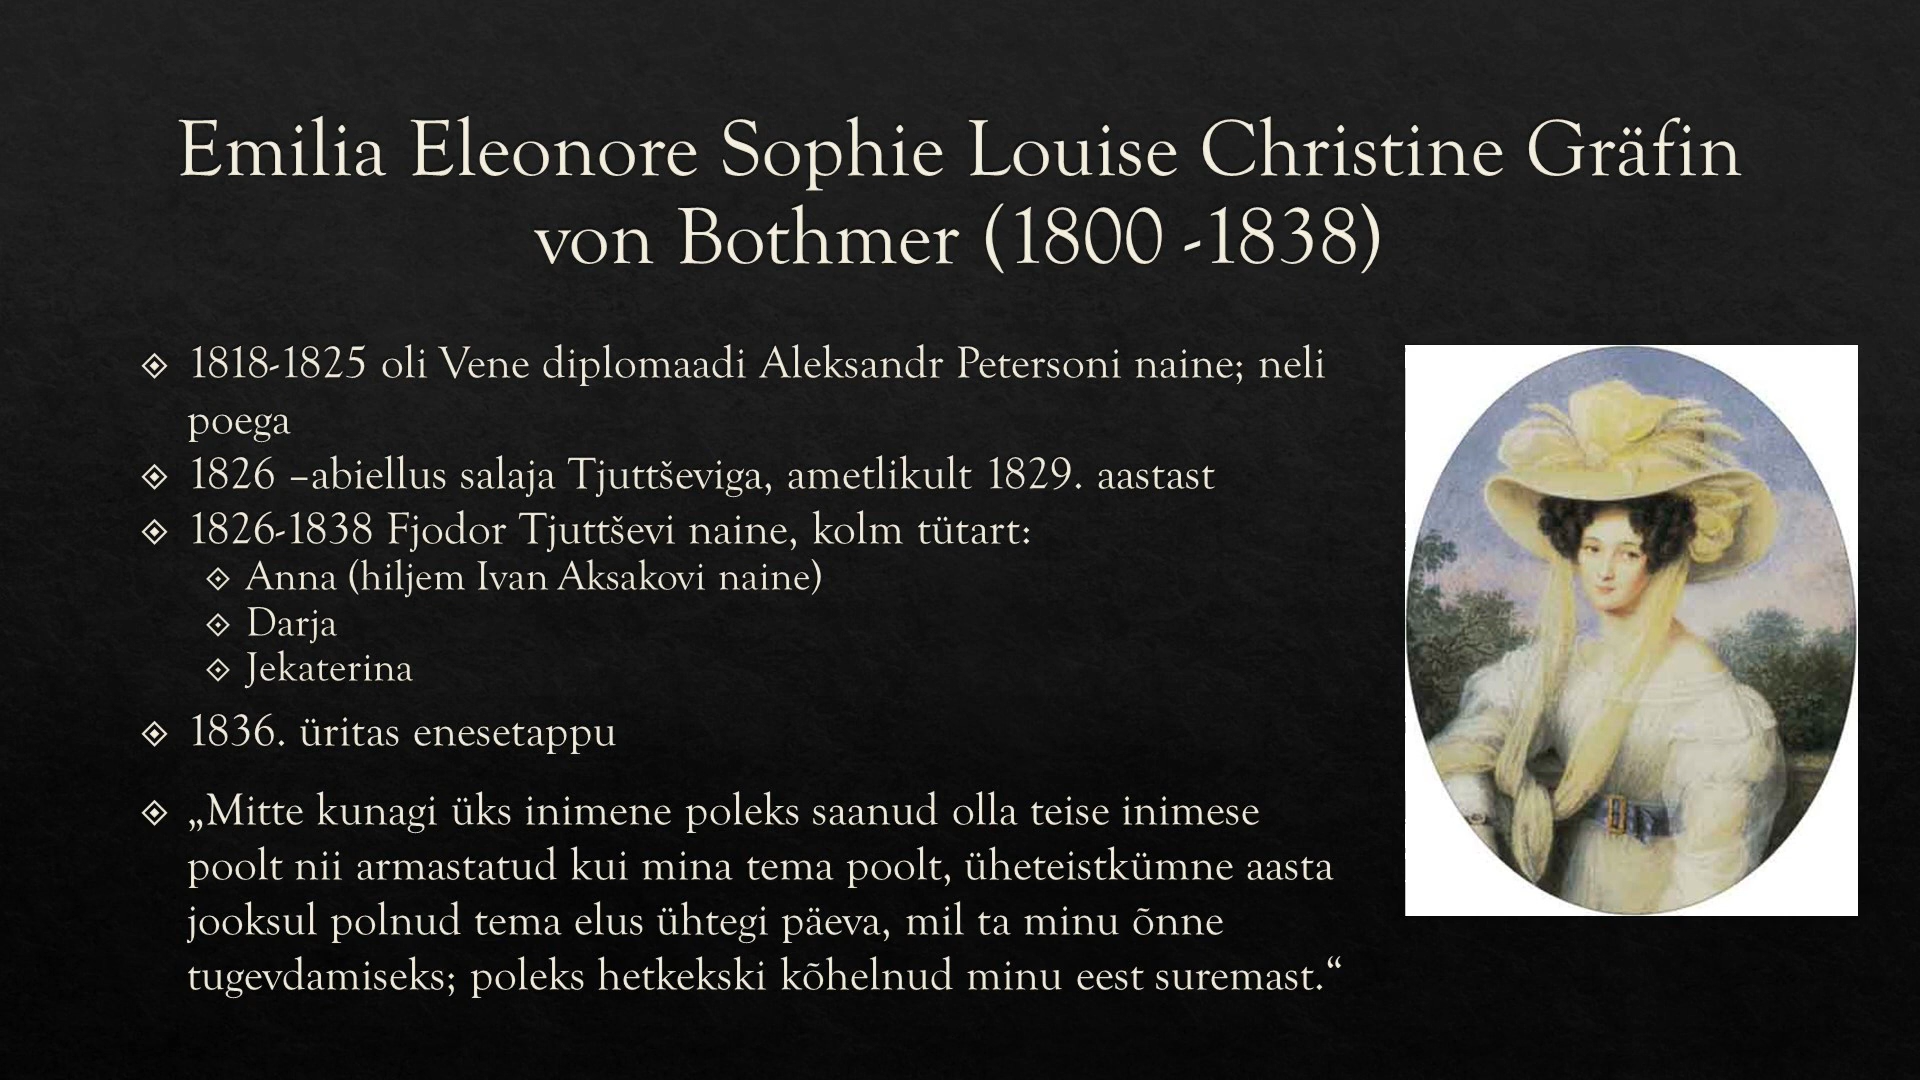 Emilia Eleonore Sophie Louise Christine Gräfin
von Bothmer (1800 -1838)
1818-1825 oli Vene diplomaadi Aleksandr Petersoni naine; neli
poega
1826 –abiellus salaja Tjuttševiga, ametlikult 1829. aastast
1826-1838 Fjodor Tjuttševi naine, kolm tütart:
Anna (hiljem Ivan Aksakovi naine)
Darja
Jekaterina
1836. üritas enesetappu
„Mitte kunagi üks inimene poleks saanud olla teise inimese
poolt nii armastatud kui mina tema poolt, üheteistkümne aasta
jooksul polnud tema elus ühtegi päeva, mil ta minu õnne
tugevdamiseks; poleks hetkekski kõhelnud minu eest suremast.“